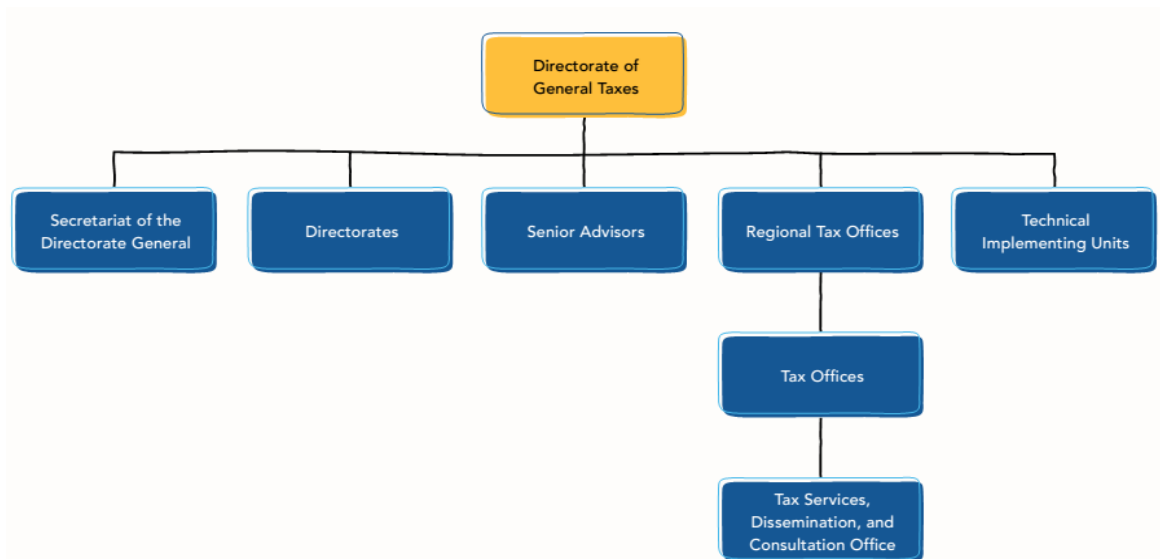 Directorate of
General Taxes
Secretariat of the
Directorate General
Directorates
Senior Advisors
Regional Tax Offices
Technical
Implementing Units
Tax Offices
Tax Services,
Dissemination, and
Consultation Office